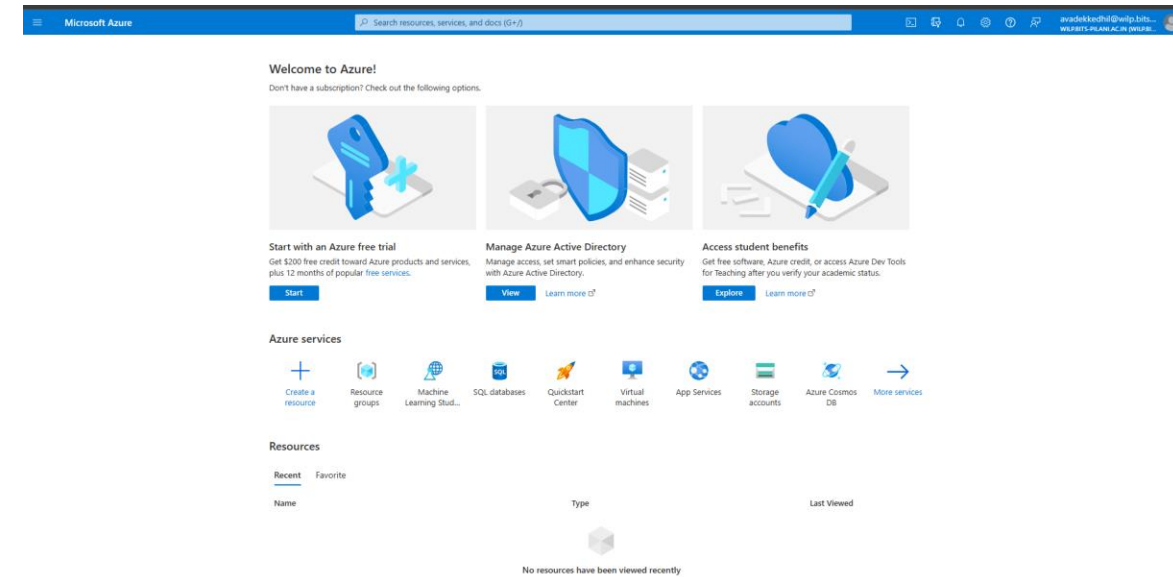 Microsoft Azure
Search resources, services, and docs (G+/)
avadekkedhil@wilp.bits...
WILP.BITS-PILANI.AC.IN (WILP.BI...
Welcome to Azure!
Don't have a subscription? Check out the following options.
Start with an Azure free trial
Get $200 free credit toward Azure products and services,
plus 12 months of popular free services.
Start
Manage Azure Active Directory
Manage access, set smart policies, and enhance security
with Azure Active Directory.
View Learn more
Access student benefits
Get free software, Azure credit, or access Azure Dev Tools
for Teaching after you verify your academic status.
Explore Learn more
Azure services
Create a
resource
Resource
groups
Machine
Learning Stud...
SQL
SQL databases
Quickstart
Center
Virtual
machines
App Services
Storage
accounts
Azure Cosmos
DB
More services
Resources
Recent Favorite
Name Type Last Viewed
No resources have been viewed recently